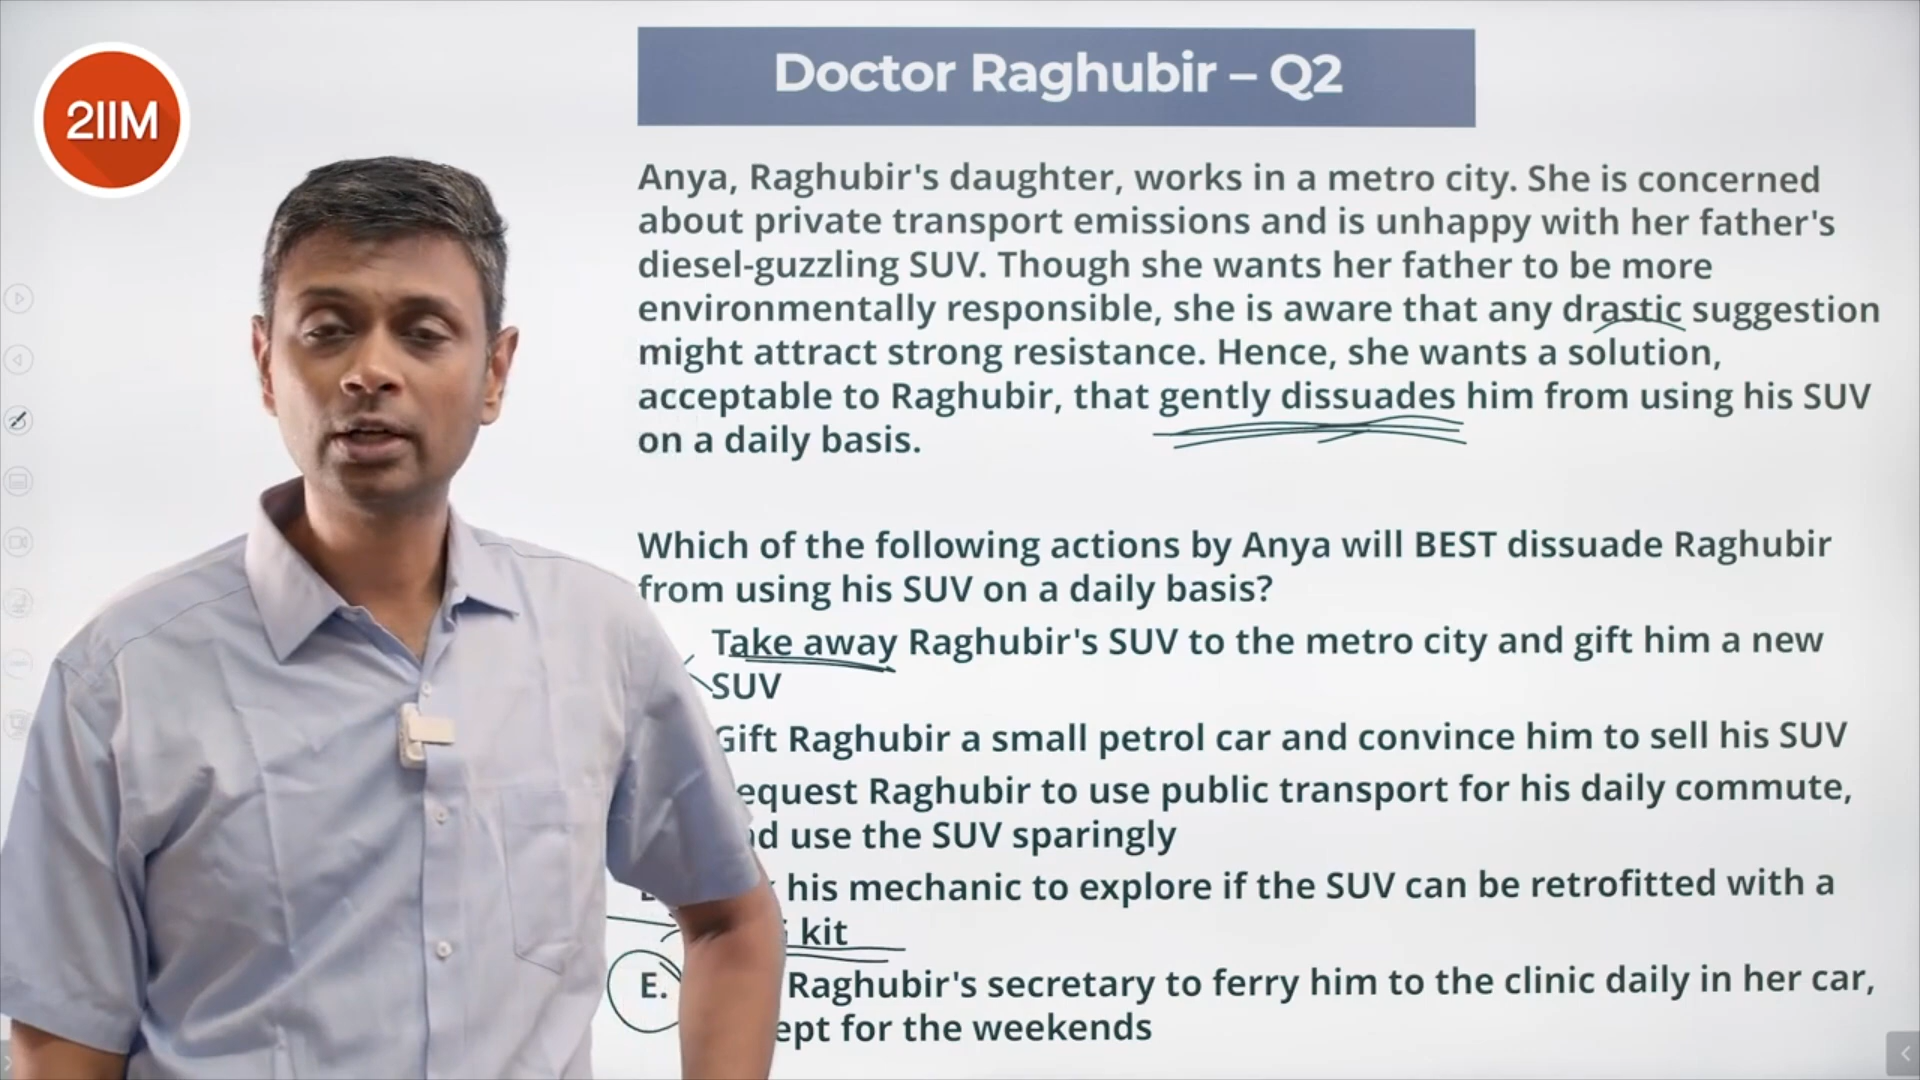 2IIM
Doctor Raghubir – Q2
Anya, Raghubir's daughter, works in a metro city. She is concerned
about private transport emissions and is unhappy with her father's
diesel-guzzling SUV. Though she wants her father to be more
environmentally responsible, she is aware that any drastic suggestion
might attract strong resistance. Hence, she wants a solution,
acceptable to Raghubir, that gently dissuades him from using his SUV
on a daily basis.
Which of the following actions by Anya will BEST dissuade Raghubir
from using his SUV on a daily basis?
Take away Raghubir's SUV to the metro city and gift him a new
SUV
Gift Raghubir a small petrol car and convince him to sell his SUV
equest Raghubir to use public transport for his daily commute,
d use the SUV sparingly
his mechanic to explore if the SUV can be retrofitted with a
kit
E. Raghubir's secretary to ferry him to the clinic daily in her car,
ept for the weekends